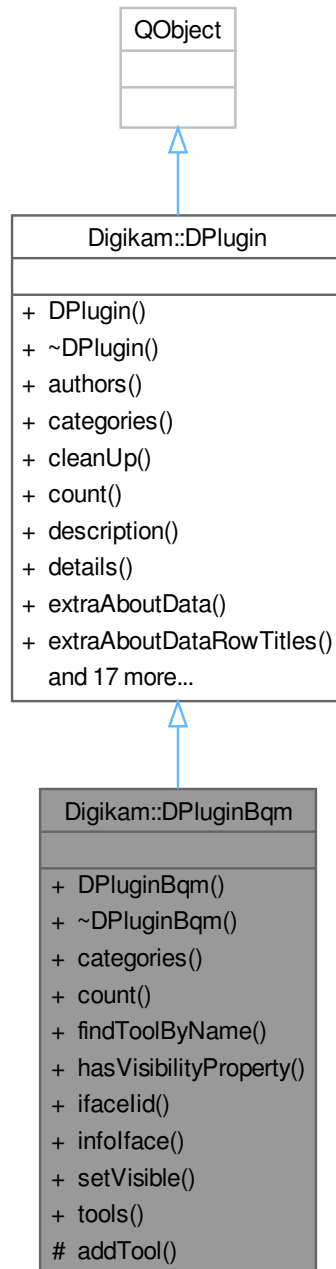 QObject
Digikam::DPlugin
+ DPlugin()
+ ~DPlugin()
+ authors()
+ categories()
+ cleanUp()
+ count()
+ description()
+ details()
+ extraAboutData()
+ extraAboutDataRowTitles()
and 17 more...
Digikam::DPluginBqm
+ DPluginBqm()
+ ~DPluginBqm()
+ categories()
+ count()
+ findToolByName()
+ hasVisibilityProperty()
+ ifaceIid()
+ infoIface()
+ setVisible()
+ tools()
# addTool()